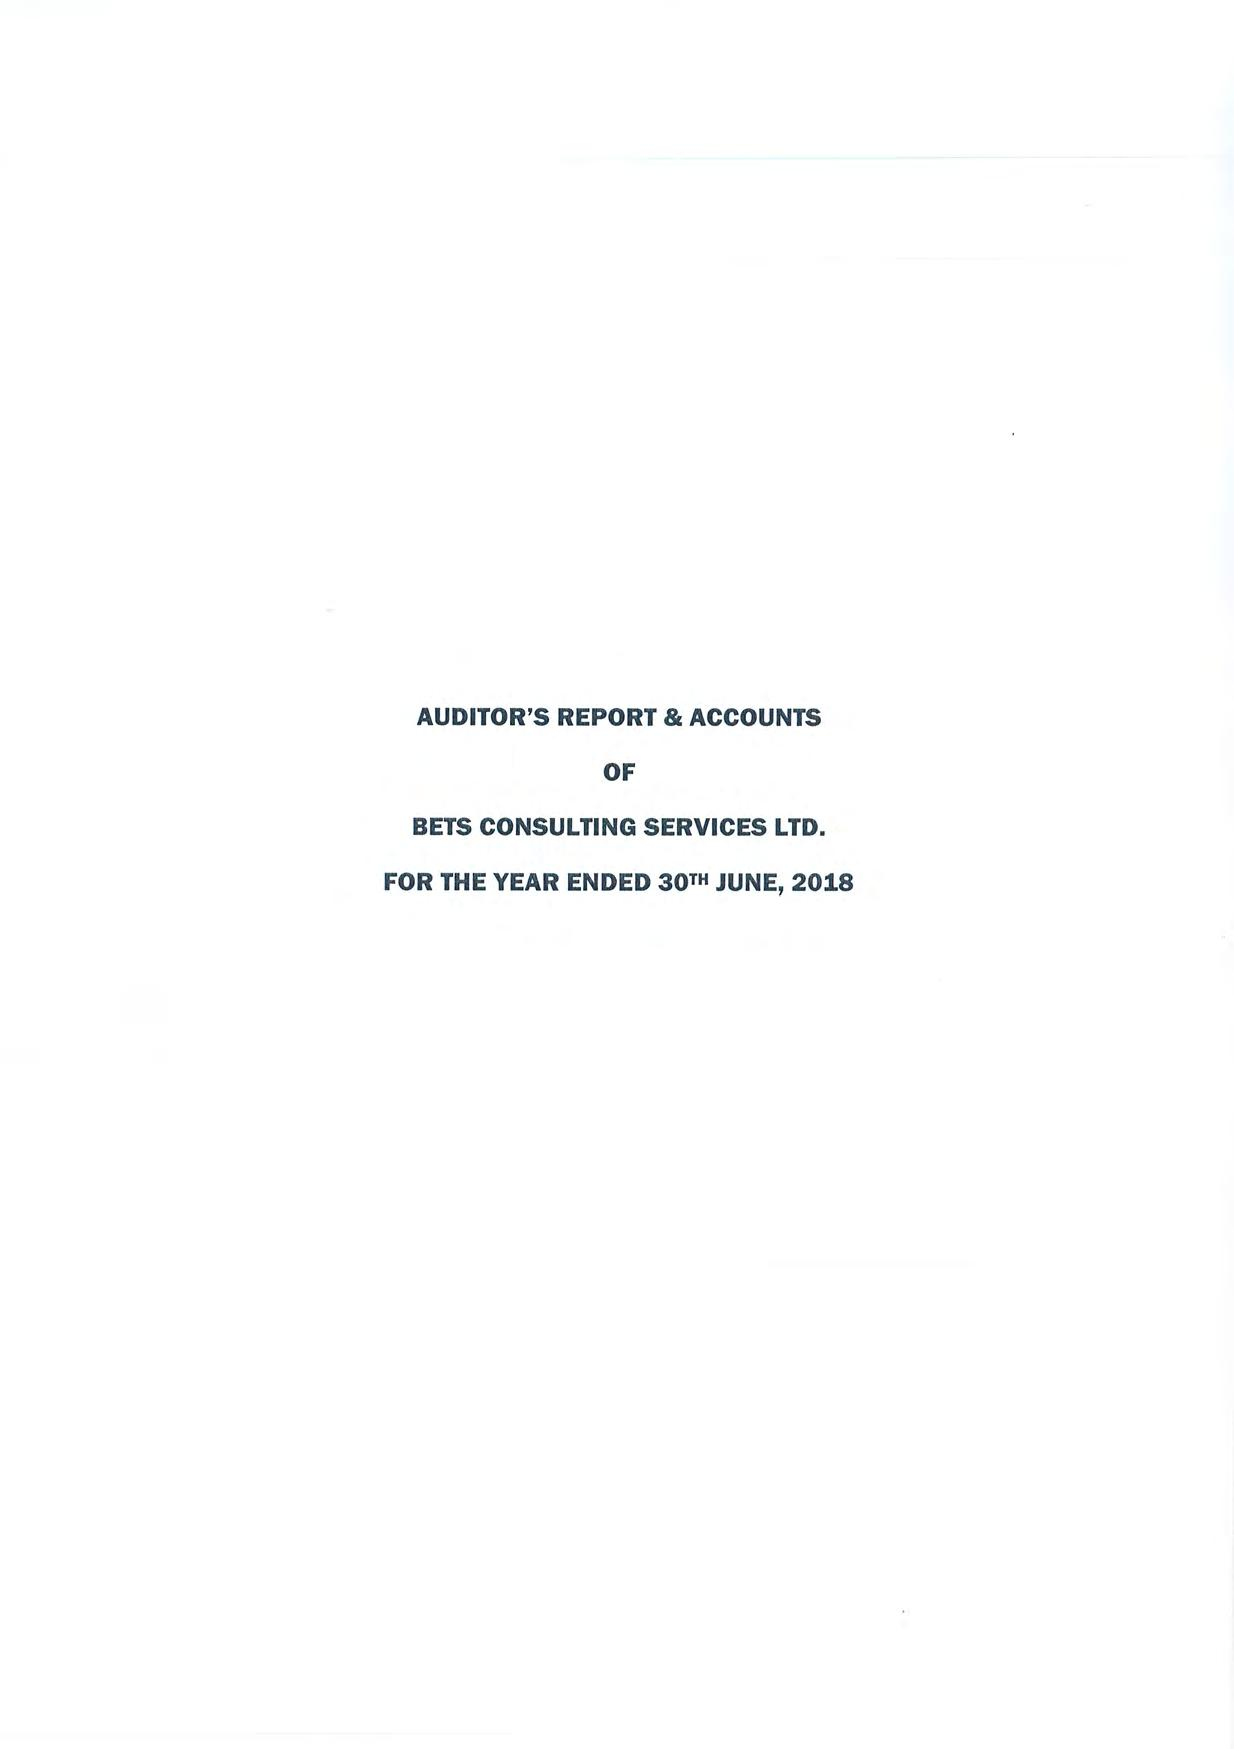 AUDITOR'S REPORT & ACCOUNTS
OF
BETS CONSULTING SERVICES LTD.
FOR THE YEAR ENDED 30TH JUNE, 2018